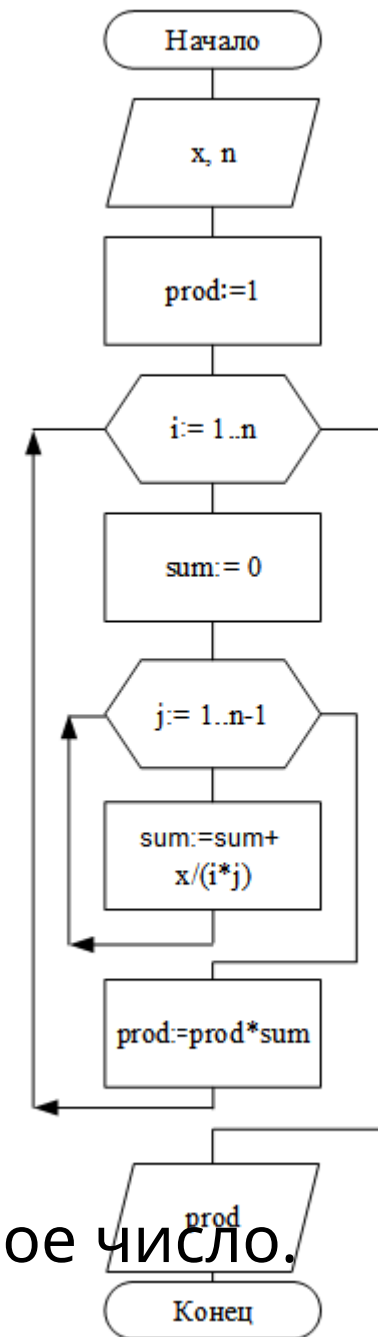 Начало
x, n
prod:=1
i:= 1..n
sum:= 0
j:= 1..n-1
sum:=sum+
x/(i*j)
prod:=prod*sum
prod
ое число.
Конец